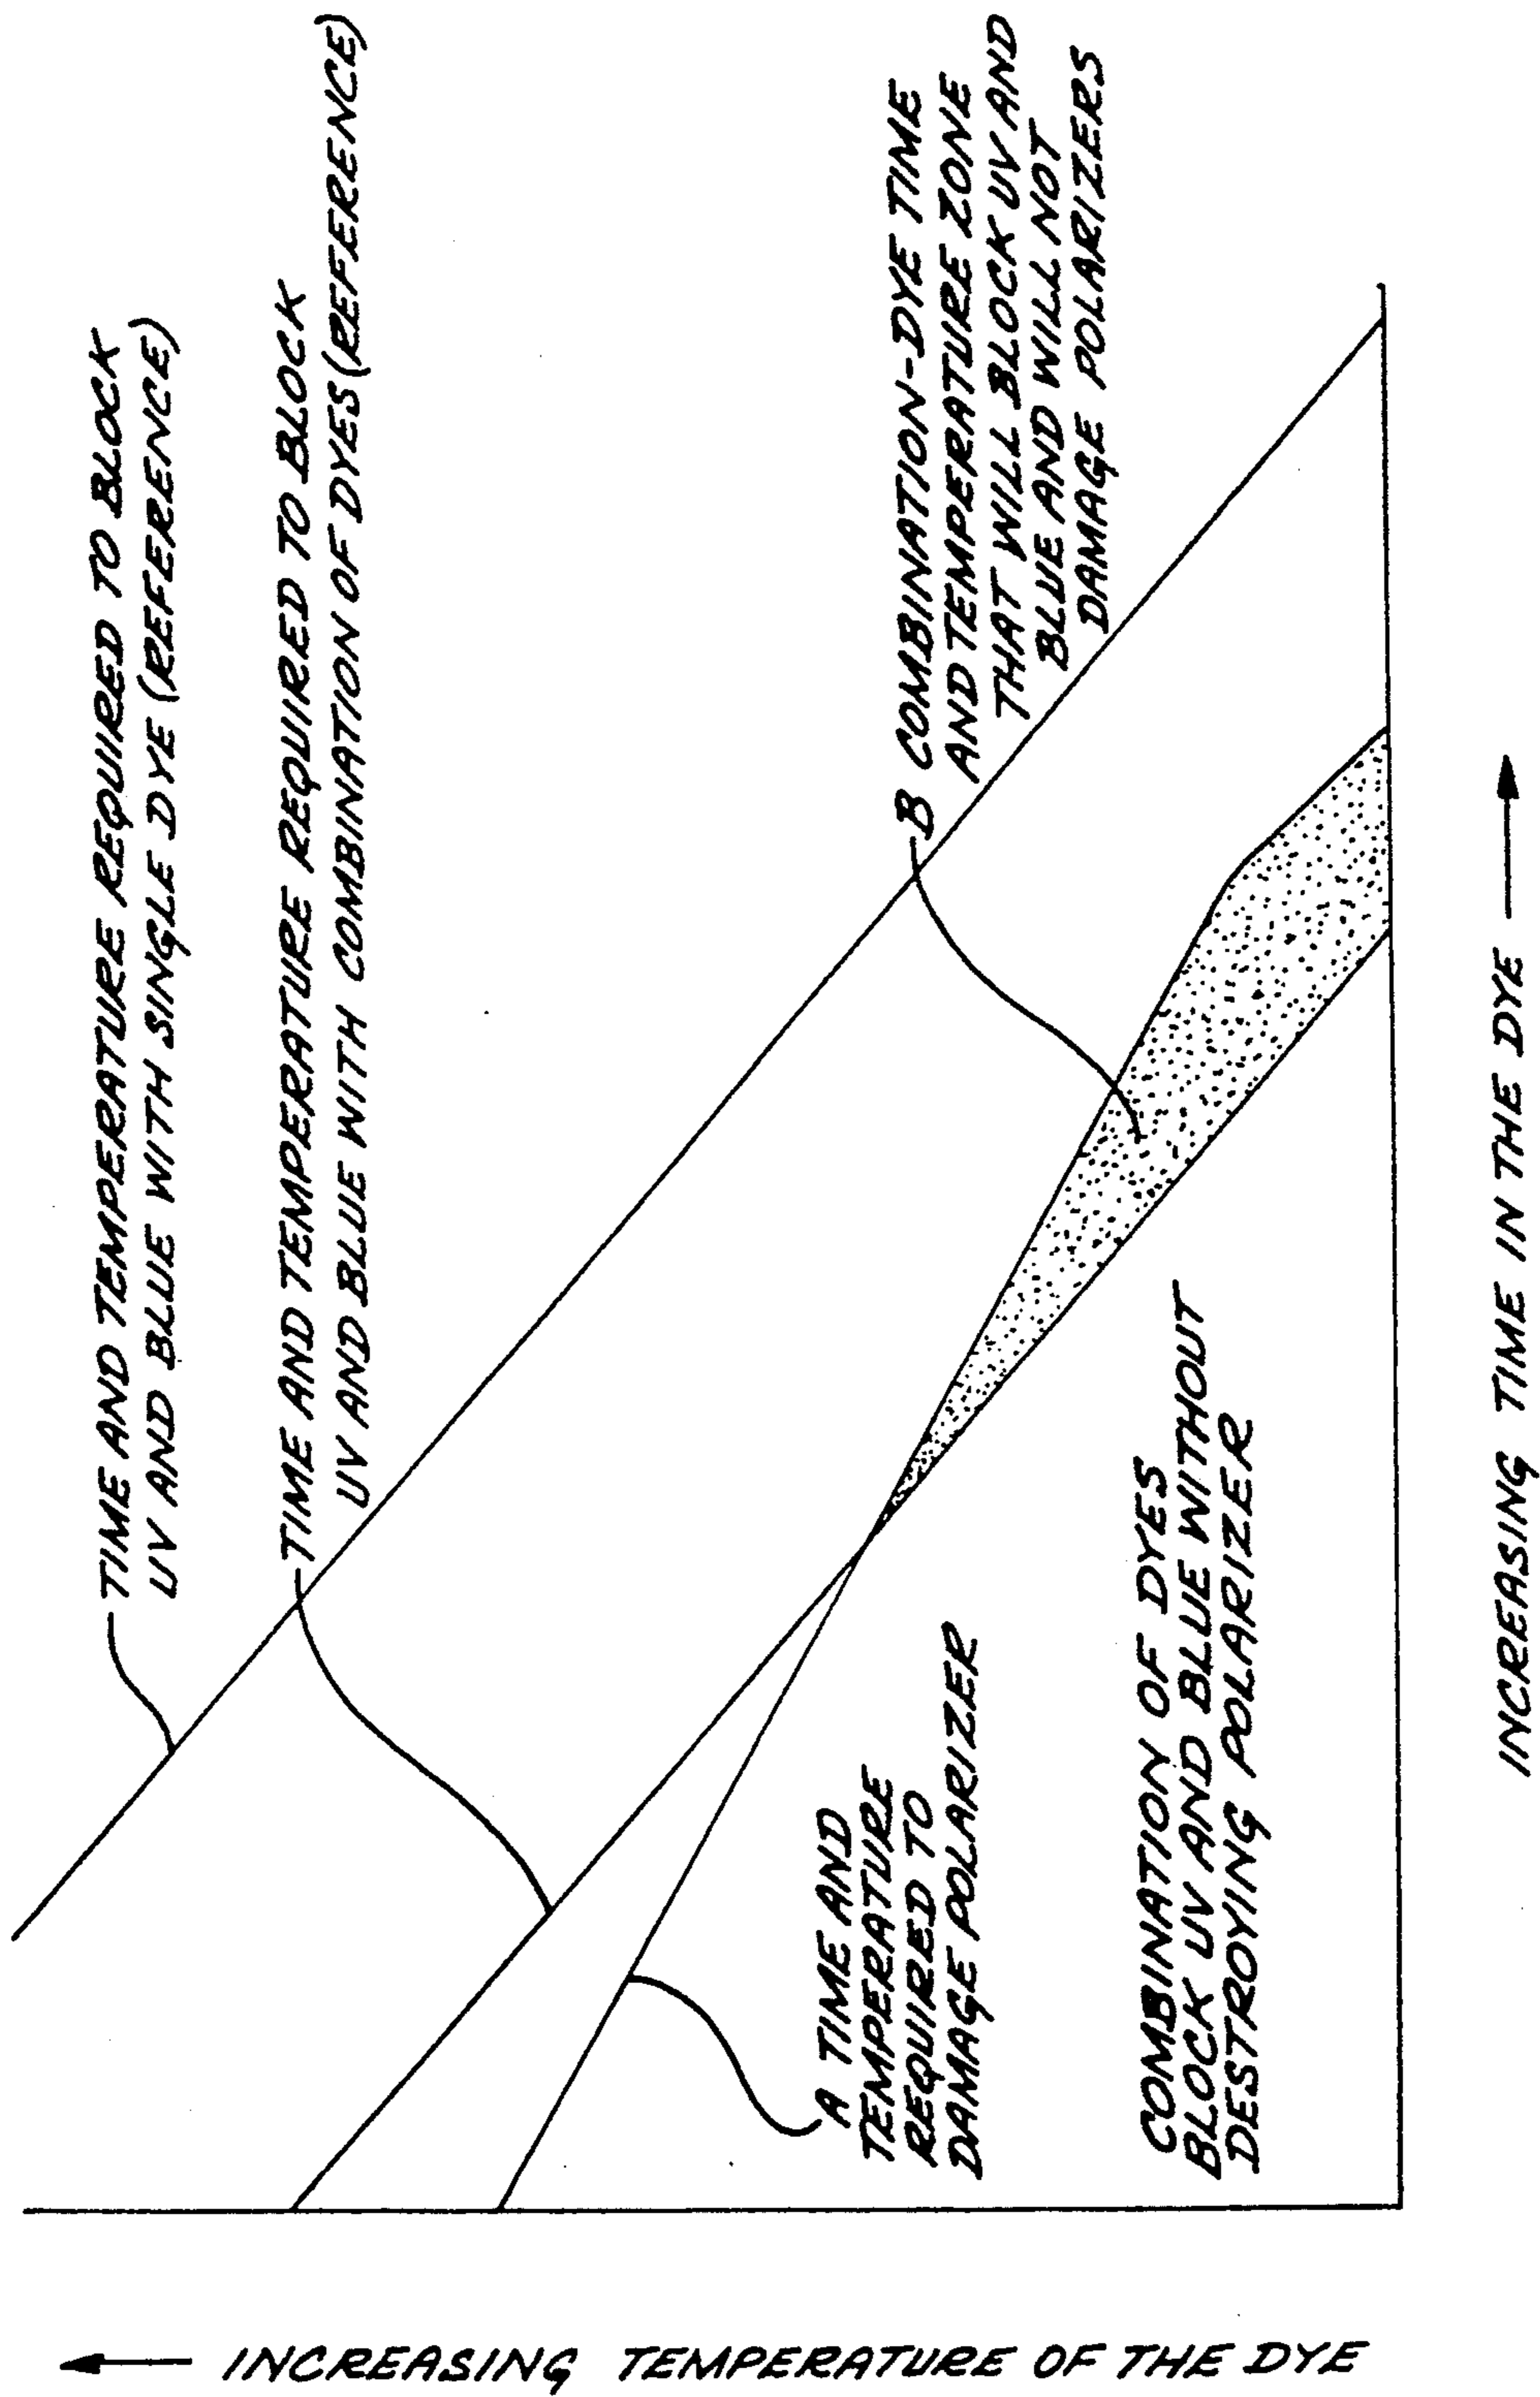 TIME AND TEMPERATURE REQUIRED TO BLOCK
UV AND BLUE WITH SINGLE DYE (REFERENCE)
TIME AND TEMPERATURE REQUIRED TO BLOCK
UV AND BLUE WITH COMBINATION OF DYES (REFERENCE)
B COMBINATION-DYE TIME
AND TEMPERATURE ZONE
THAT WILL BLOCK UV AND
BLUE AND WILL NOT
DAMAGE POLARIZERS
A TIME AND
TEMPERATURE
REQUIRED TO
DAMAGE POLARIZER
COMBINATION OF DYES
BLOCK UV AND BLUE WITHOUT
DESTROYING POLARIZER
INCREASING TIME IN THE DYE
INCREASING TEMPERATURE OF THE DYE